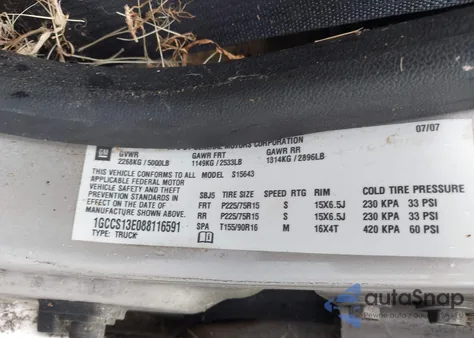 GENERAL MOTORS CORPORATION
07/07
GM GVWR GAWR FRT GAWR RR
2268KG / 5000LB 1149KG / 2533LB 1314KG / 2896LB
THIS VEHICLE CONFORMS TO ALL MODEL S15643
APPLICABLE FEDERAL MOTOR
VEHICLE SAFETY, BUMPER, AND THEFT
PREVENTION STANDARDS IN EFFECT
ON THE DATE OF MANUFACTURE
SHOWN ABOVE.
1GCCS13E088116591
TYPE: TRUCK
SBJ5 TIRE SIZE SPEED RTG RIM COLD TIRE PRESSURE
FRT P225/75R15 S 15X6.5J 230 KPA 33 PSI
RR P225/75R15 S 15X6.5J 230 KPA 33 PSI
SPA T155/90R16 M 16X4T 420 KPA 60 PSI
autoSnap